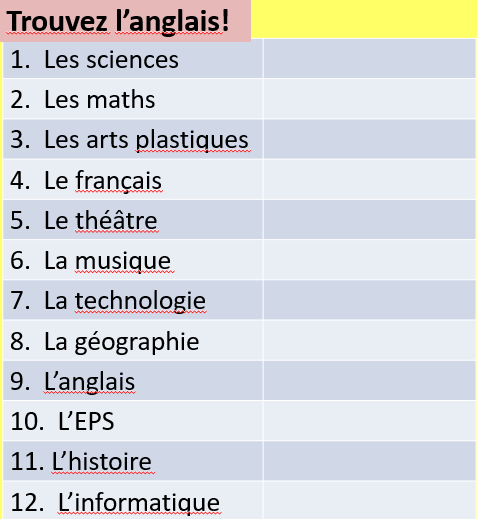 Trouvez l’anglais!
1. Les sciences
2. Les maths
3. Les arts plastiques
4. Le français
5. Le théâtre
6. La musique
7. La technologie
8. La géographie
9. L’anglais
10. L’EPS
11. L’histoire
12. L’informatique